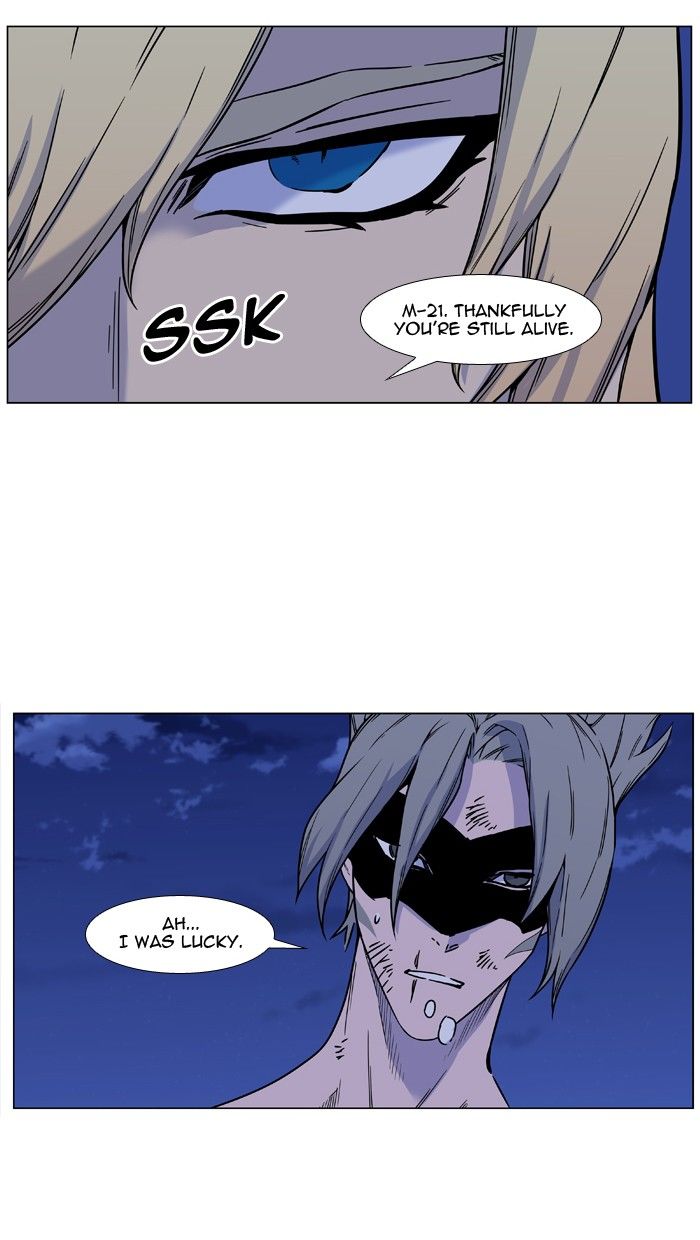 SSK
M-21. THANKFULLY
YOU'RE STILL ALIVE.
AH...
I WAS LUCKY.